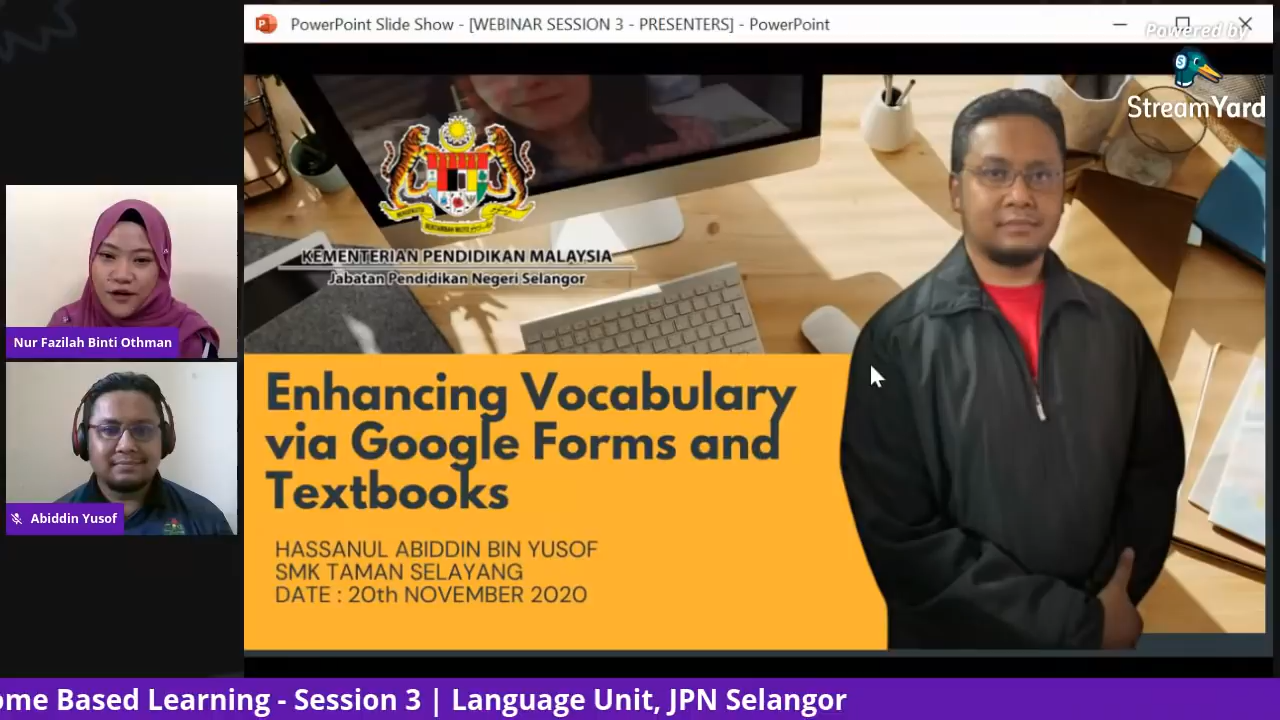 PowerPoint Slide Show - [WEBINAR SESSION 3 - PRESENTERS] - PowerPoint
Powered by
StreamYard
KEMENTERIAN PENDIDIKAN MALAYSIA
Jabatan Pendidikan Negeri Selangor
Nur Fazilah Binti Othman
Abiddin Yusof
Enhancing Vocabulary
via Google Forms and
Textbooks
HASSANUL ABIDDIN BIN YUSOF
SMK TAMAN SELAYANG
DATE : 20th NOVEMBER 2020
ome Based Learning - Session 3 | Language Unit, JPN Selangor